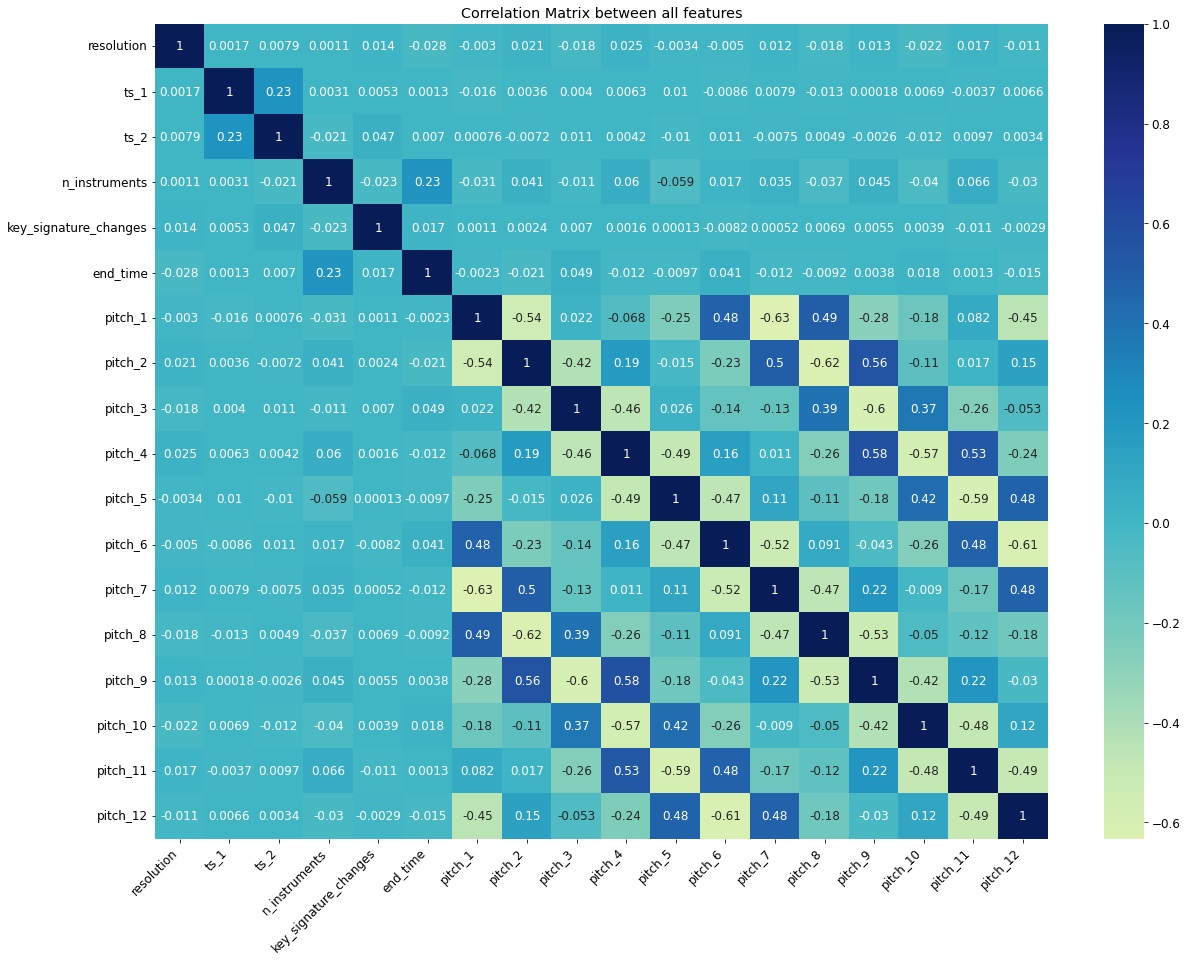 Correlation Matrix between all features
resolution 1 0.0017 0.0079 0.0011 0.014 -0.028 -0.003 0.021 -0.018 0.025 -0.0034 -0.005 0.012 -0.018 0.013 -0.022 0.017 -0.011
ts_1 0.0017 1 0.23 0.0031 0.0053 0.0013 -0.016 0.0036 0.004 0.0063 0.01 -0.0086 0.0079 -0.013 0.00018 0.0069 -0.0037 0.0066
ts_2 0.0079 0.23 1 -0.021 0.047 0.007 0.00076 -0.0072 0.011 0.0042 -0.01 0.011 -0.0075 0.0049 -0.0026 -0.012 0.0097 0.0034
n_instruments 0.0011 0.0031 -0.021 1 -0.023 0.23 -0.031 0.041 -0.011 0.06 -0.059 0.017 0.035 -0.037 0.045 -0.04 0.066 -0.03
key_signature_changes 0.014 0.0053 0.047 -0.023 1 0.017 0.0011 0.0024 0.007 0.0016 0.00013 -0.0082 0.00052 0.0069 0.0055 0.0039 -0.011 -0.0029
end_time -0.028 0.0013 0.007 0.23 0.017 1 -0.0023 -0.021 0.049 -0.012 -0.0097 0.041 -0.012 -0.0092 0.0038 0.018 0.0013 -0.015
pitch_1 -0.003 -0.016 0.00076 -0.031 0.0011 -0.0023 1 -0.54 0.022 -0.068 -0.25 0.48 -0.63 0.49 -0.28 -0.18 0.082 -0.45
pitch_2 0.021 0.0036 -0.0072 0.041 0.0024 -0.021 -0.54 1 -0.42 0.19 -0.015 -0.23 0.5 -0.62 0.56 -0.11 0.017 0.15
pitch_3 -0.018 0.004 0.011 -0.011 0.007 0.049 0.022 -0.42 1 -0.46 0.026 -0.14 -0.13 0.39 -0.6 0.37 -0.26 -0.053
pitch_4 0.025 0.0063 0.0042 0.06 0.0016 -0.012 -0.068 0.19 -0.46 1 -0.49 0.16 0.011 -0.26 0.58 -0.57 0.53 -0.24
pitch_5 -0.0034 0.01 -0.01 -0.059 0.00013 -0.0097 -0.25 -0.015 0.026 -0.49 1 -0.47 0.11 -0.11 -0.18 0.42 -0.59 0.48
pitch_6 -0.005 -0.0086 0.011 0.017 -0.0082 0.041 0.48 -0.23 -0.14 0.16 -0.47 1 -0.52 0.091 -0.043 -0.26 0.48 -0.61
pitch_7 0.012 0.0079 -0.0075 0.035 0.00052 -0.012 -0.63 0.5 -0.13 0.011 0.11 -0.52 1 -0.47 0.22 -0.009 -0.17 0.48
pitch_8 -0.018 -0.013 0.0049 -0.037 0.0069 -0.0092 0.49 -0.62 0.39 -0.26 -0.11 0.091 -0.47 1 -0.53 -0.05 -0.12 -0.18
pitch_9 0.013 0.00018 -0.0026 0.045 0.0055 0.0038 -0.28 0.56 -0.6 0.58 -0.18 -0.043 0.22 -0.53 1 -0.42 0.22 -0.03
pitch_10 -0.022 0.0069 -0.012 -0.04 0.0039 0.018 -0.18 -0.11 0.37 -0.57 0.42 -0.26 -0.009 -0.05 -0.42 1 -0.48 0.12
pitch_11 0.017 -0.0037 0.0097 0.066 -0.011 0.0013 0.082 0.017 -0.26 0.53 -0.59 0.48 -0.17 -0.12 0.22 -0.48 1 -0.49
pitch_12 -0.011 0.0066 0.0034 -0.03 -0.0029 -0.015 -0.45 0.15 -0.053 -0.24 0.48 -0.61 0.48 -0.18 -0.03 0.12 -0.49 1
resolution ts_1 ts_2 n_instruments key_signature_changes end_time pitch_1 pitch_2 pitch_3 pitch_4 pitch_5 pitch_6 pitch_7 pitch_8 pitch_9 pitch_10 pitch_11 pitch_12
1.0
0.8
0.6
0.4
0.2
0.0
−0.2
−0.4
−0.6